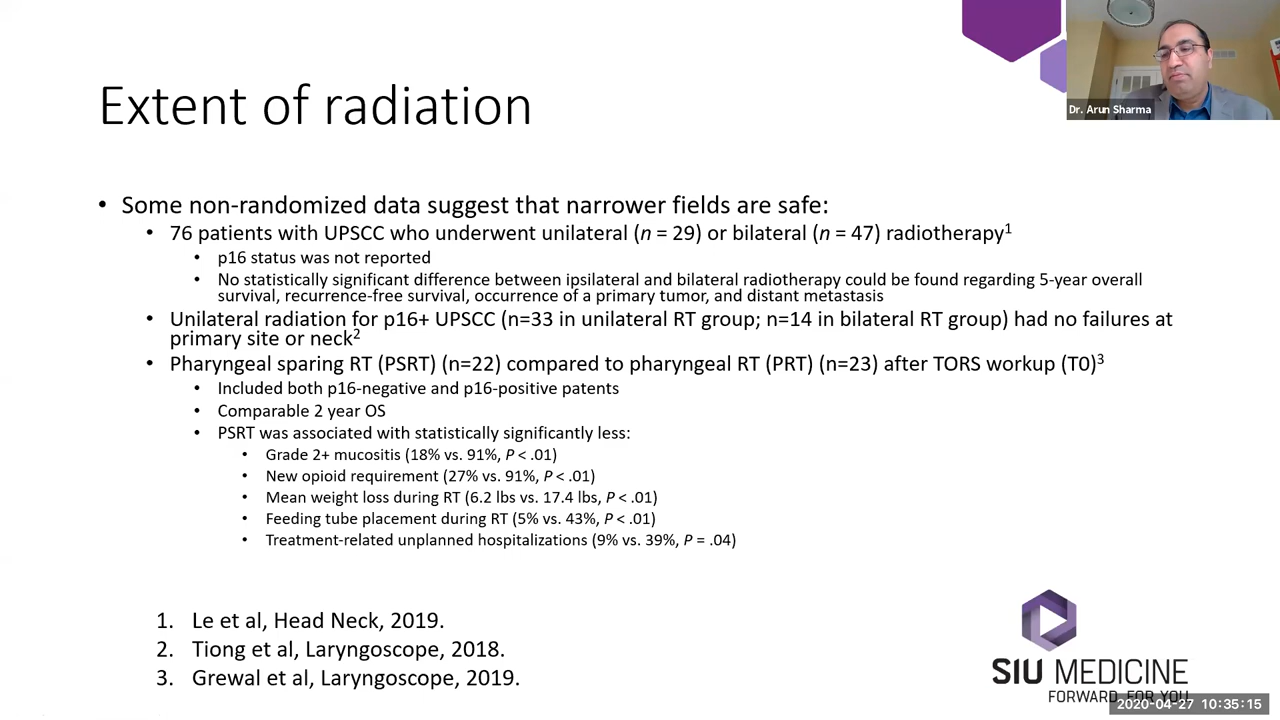 Dr. Arun Sharma
Extent of radiation
• Some non-randomized data suggest that narrower fields are safe:
• 76 patients with UPSCC who underwent unilateral (n = 29) or bilateral (n = 47) radiotherapy¹
• p16 status was not reported
• No statistically significant difference between ipsilateral and bilateral radiotherapy could be found regarding 5-year overall
survival, recurrence-free survival, occurrence of a primary tumor, and distant metastasis
• Unilateral radiation for p16+ UPSCC (n=33 in unilateral RT group; n=14 in bilateral RT group) had no failures at
primary site or neck²
• Pharyngeal sparing RT (PSRT) (n=22) compared to pharyngeal RT (PRT) (n=23) after TORS workup (T0)³
• Included both p16-negative and p16-positive patents
• Comparable 2 year OS
• PSRT was associated with statistically significantly less:
• Grade 2+ mucositis (18% vs. 91%, P < .01)
• New opioid requirement (27% vs. 91%, P < .01)
• Mean weight loss during RT (6.2 lbs vs. 17.4 lbs, P < .01)
• Feeding tube placement during RT (5% vs. 43%, P < .01)
• Treatment-related unplanned hospitalizations (9% vs. 39%, P = .04)
1. Le et al, Head Neck, 2019.
2. Tiong et al, Laryngoscope, 2018.
3. Grewal et al, Laryngoscope, 2019.
SIU MEDICINE
FORWARD FOR YOU
2020-04-27 10:35:15